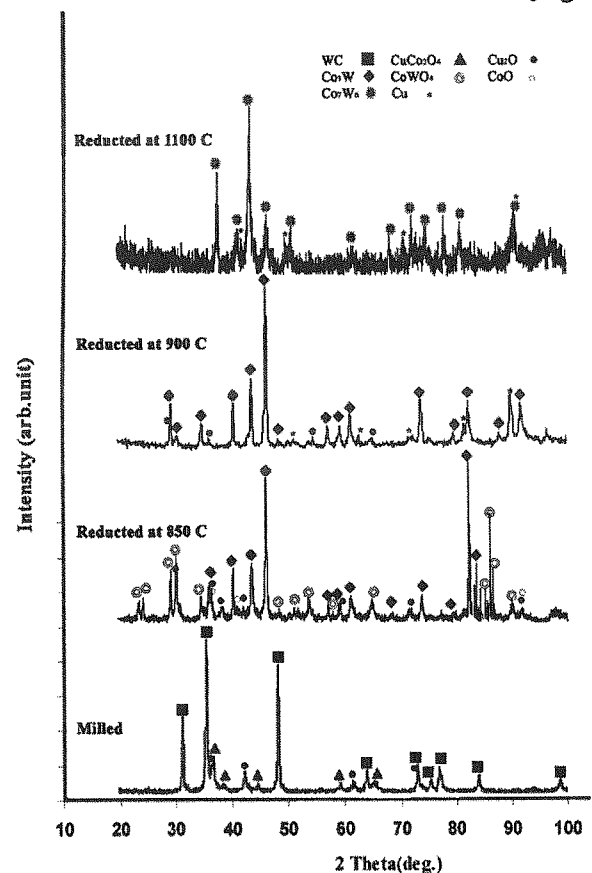 WC CuCo₂O₄ Cu₂O
Co₃W CoWO₄ CoO
Co₇W₆ Cu
Reducted at 1100 C
Reducted at 900 C
Reducted at 850 C
Milled
Intensity (arb.unit)
10 20 30 40 50 60 70 80 90 100
2 Theta(deg.)